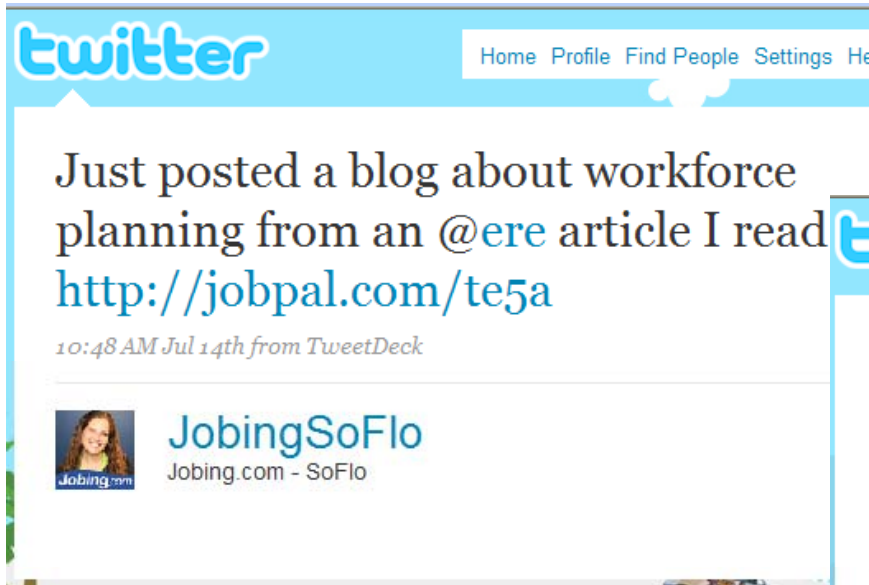 twitter
Home Profile Find People Settings He
Just posted a blog about workforce
planning from an @ere article I read
http://jobpal.com/te5a
10:48 AM Jul 14th from TweetDeck
JobingSoFlo
Jobing.com - SoFlo
Jobing.com